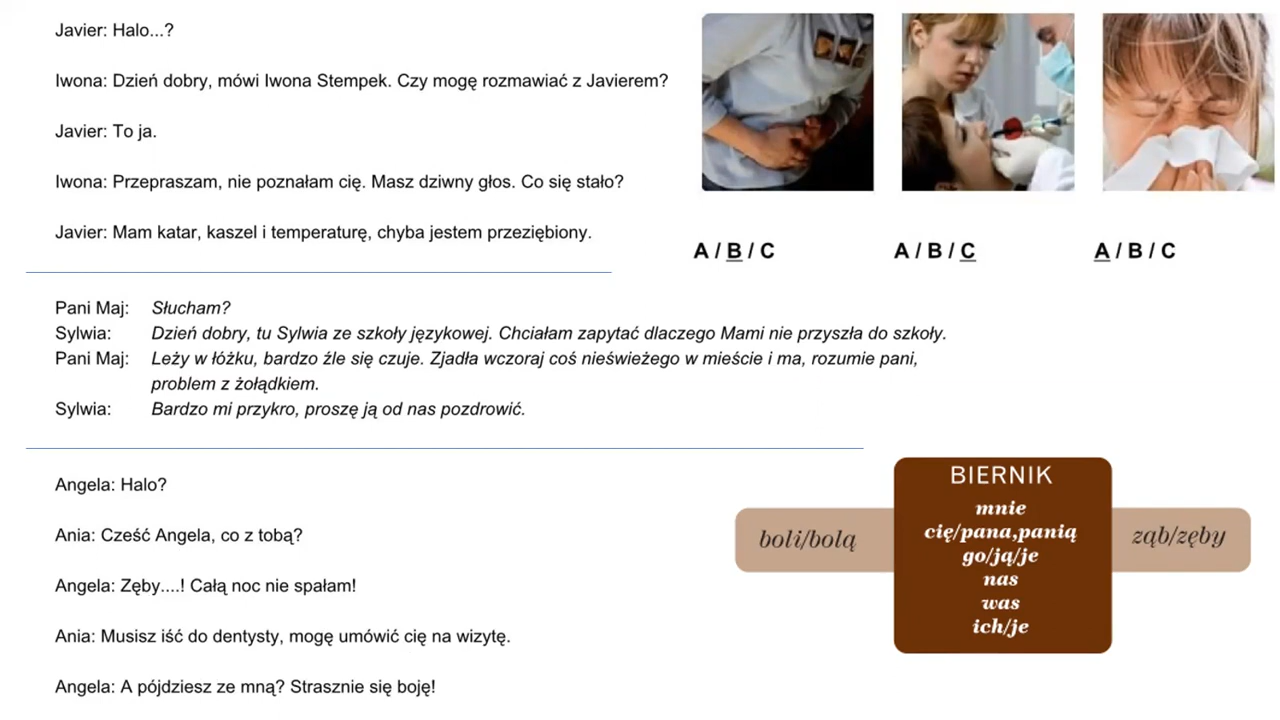 Javier: Halo...?
Iwona: Dzień dobry, mówi Iwona Stempek. Czy mogę rozmawiać z Javierem?
Javier: To ja.
Iwona: Przepraszam, nie poznałam cię. Masz dziwny głos. Co się stało?
Javier: Mam katar, kaszel i temperaturę, chyba jestem przeziębiony.
A / B / C
A / B / C
A / B / C
Pani Maj: Słucham?
Sylwia: Dzień dobry, tu Sylwia ze szkoły językowej. Chciałam zapytać dlaczego Mami nie przyszła do szkoły.
Pani Maj: Leży w łóżku, bardzo źle się czuje. Zjadła wczoraj coś nieświeżego w mieście i ma, rozumie pani,
problem z żołądkiem.
Sylwia: Bardzo mi przykro, proszę ją od nas pozdrowić.
Angela: Halo?
Ania: Cześć Angela, co z tobą?
Angela: Zęby....! Całą noc nie spałam!
Ania: Musisz iść do dentysty, mogę umówić cię na wizytę.
Angela: A pójdziesz ze mną? Strasznie się boję!
boli/bolą
BIERNIK
mnie
cię/pana,panią
go/ją/je
nas
was
ich/je
ząb/zęby